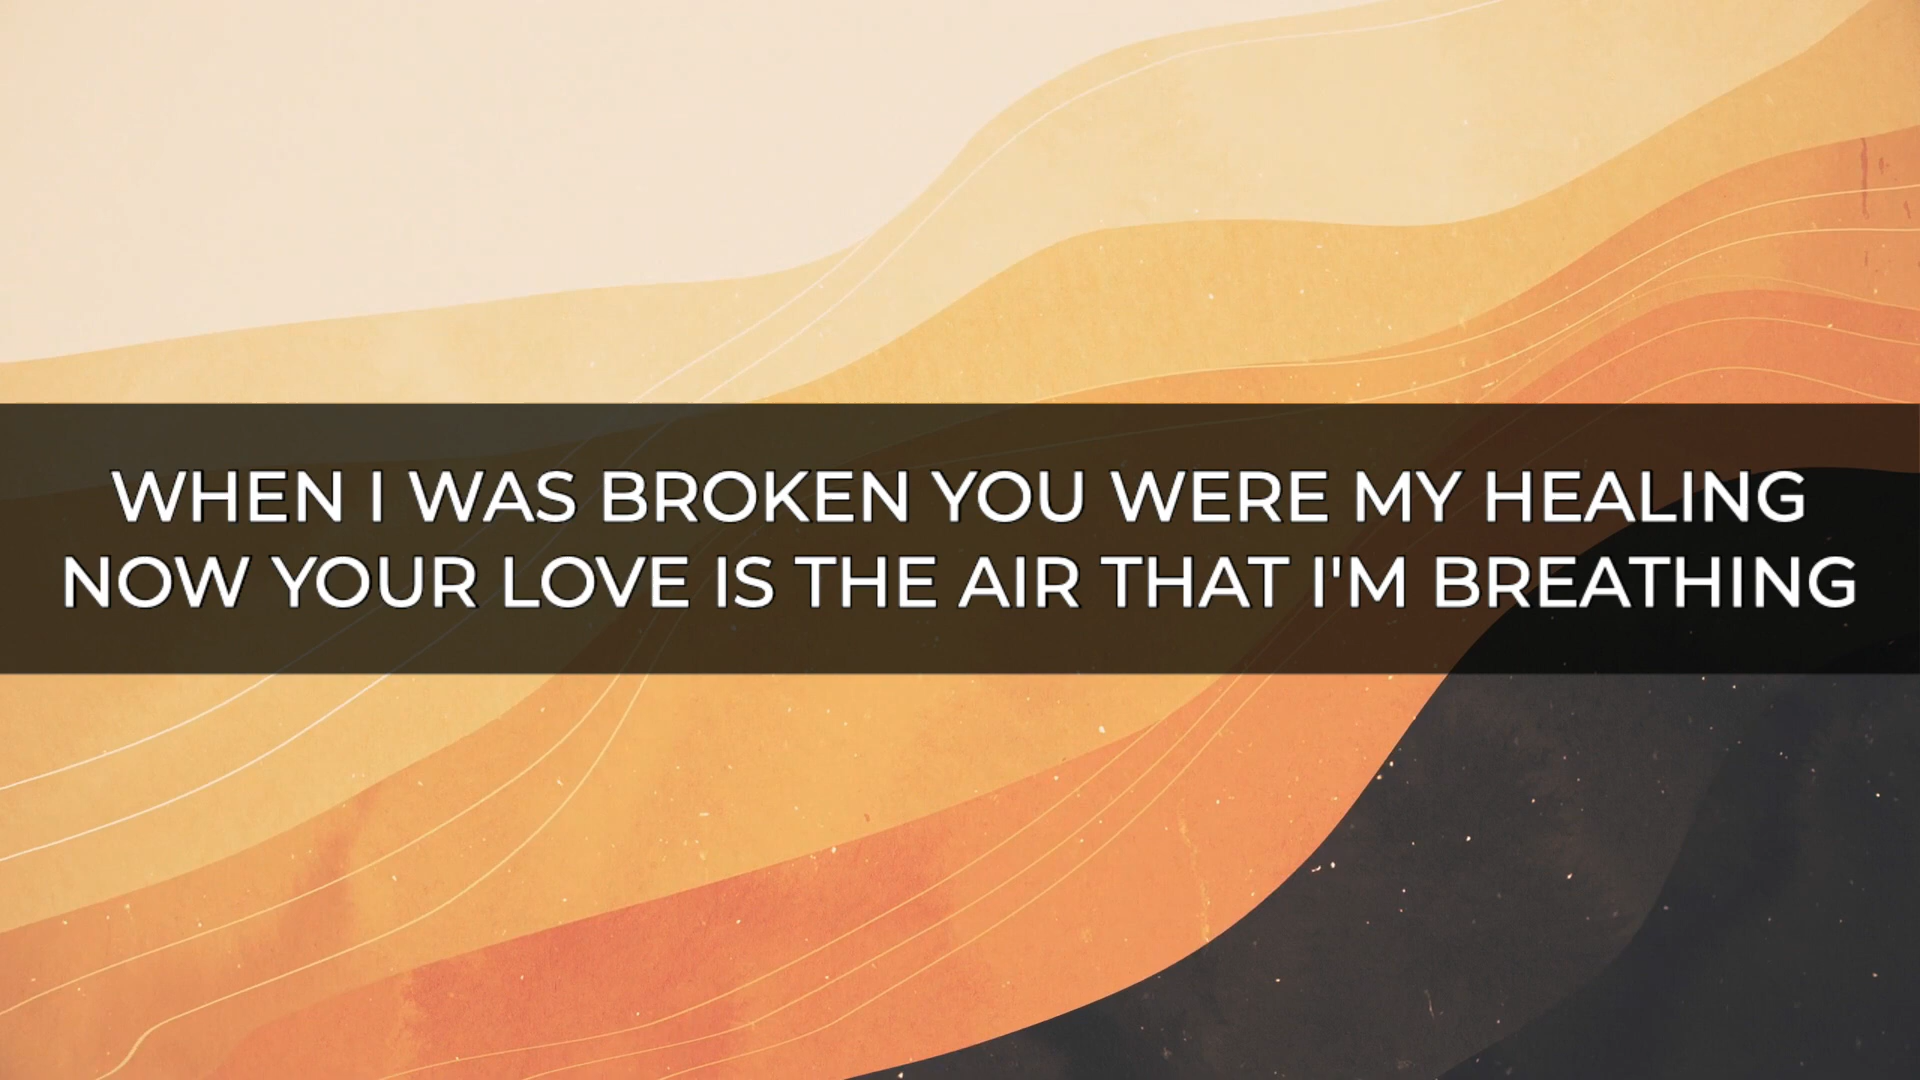 WHEN I WAS BROKEN YOU WERE MY HEALING
NOW YOUR LOVE IS THE AIR THAT I'M BREATHING